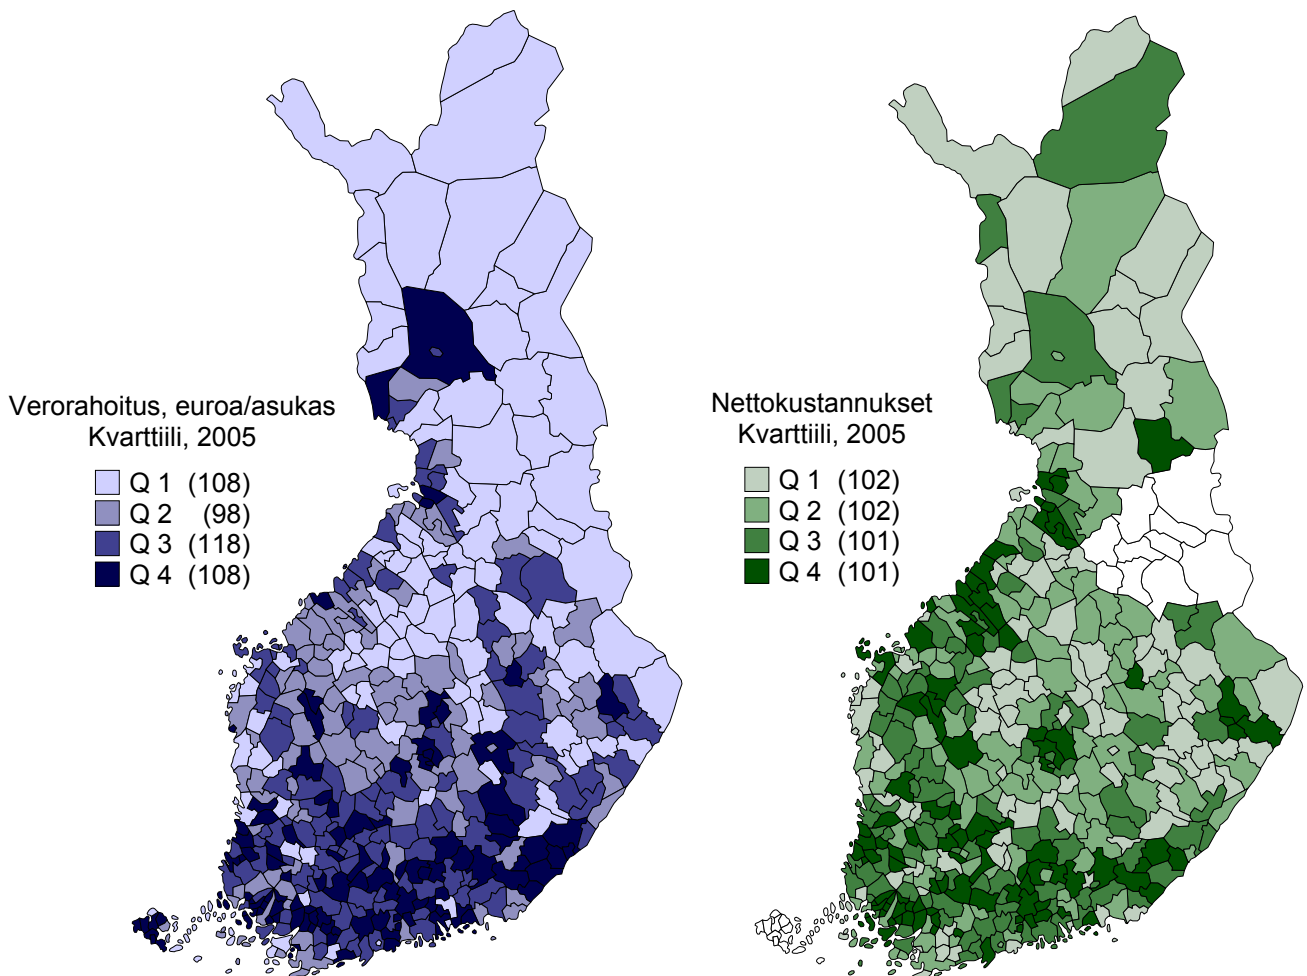 Verorahoitus, euroa/asukas
Kvarttiili, 2005
Q 1 (108)
Q 2 (98)
Q 3 (118)
Q 4 (108)
Nettokustannukset
Kvarttiili, 2005
Q 1 (102)
Q 2 (102)
Q 3 (101)
Q 4 (101)